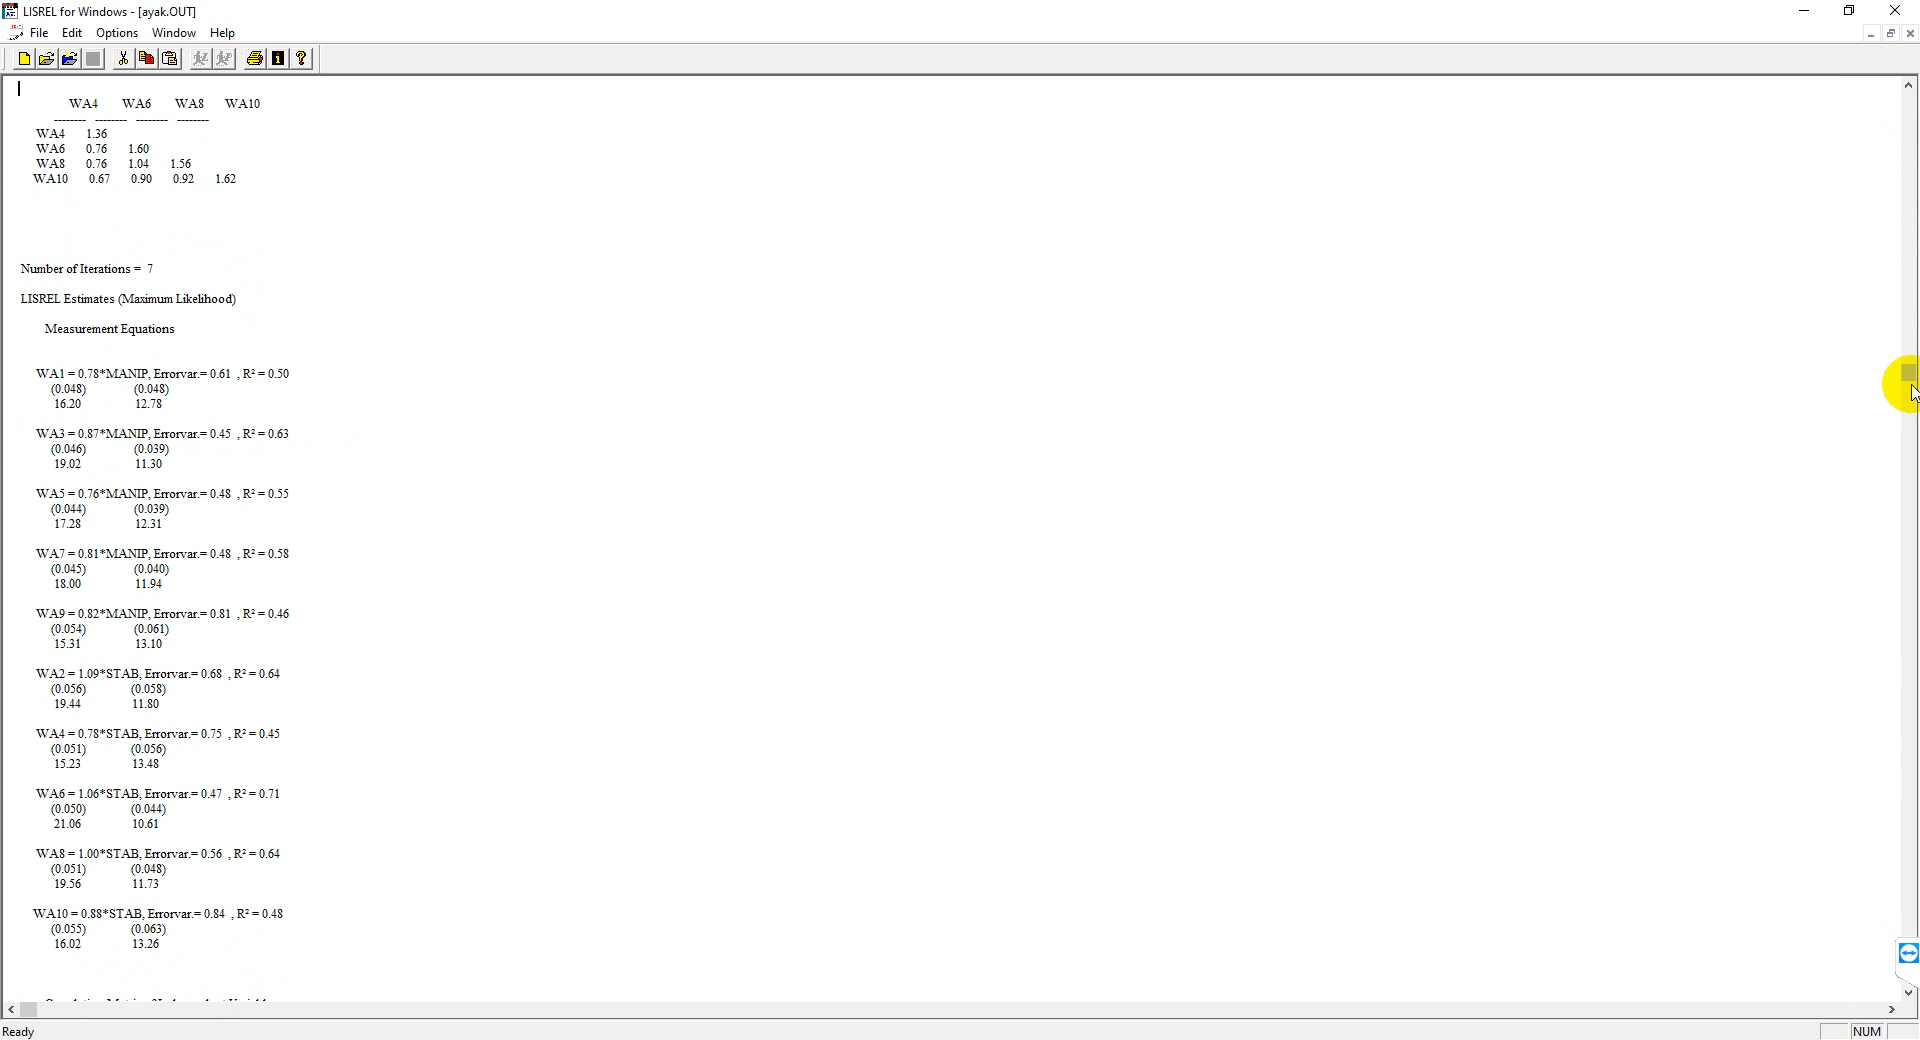 LISREL for Windows - [ayak.OUT]
File Edit Options Window Help
WA4 WA6 WA8 WA10
-------- -------- -------- --------
WA4 1.36
WA6 0.76 1.60
WA8 0.76 1.04 1.56
WA10 0.67 0.90 0.92 1.62
Number of Iterations = 7
LISREL Estimates (Maximum Likelihood)
Measurement Equations
WA1 = 0.78*MANIP, Errorvar.= 0.61 , R² = 0.50
(0.048) (0.048)
16.20 12.78
WA3 = 0.87*MANIP, Errorvar.= 0.45 , R² = 0.63
(0.046) (0.039)
19.02 11.30
WA5 = 0.76*MANIP, Errorvar.= 0.48 , R² = 0.55
(0.044) (0.039)
17.28 12.31
WA7 = 0.81*MANIP, Errorvar.= 0.48 , R² = 0.58
(0.045) (0.040)
18.00 11.94
WA9 = 0.82*MANIP, Errorvar.= 0.81 , R² = 0.46
(0.054) (0.061)
15.31 13.10
WA2 = 1.09*STAB, Errorvar.= 0.68 , R² = 0.64
(0.056) (0.058)
19.44 11.80
WA4 = 0.78*STAB, Errorvar.= 0.75 , R² = 0.45
(0.051) (0.056)
15.23 13.48
WA6 = 1.06*STAB, Errorvar.= 0.47 , R² = 0.71
(0.050) (0.044)
21.06 10.61
WA8 = 1.00*STAB, Errorvar.= 0.56 , R² = 0.64
(0.051) (0.048)
19.56 11.73
WA10 = 0.88*STAB, Errorvar.= 0.84 , R² = 0.48
(0.055) (0.063)
16.02 13.26
Ready
NUM